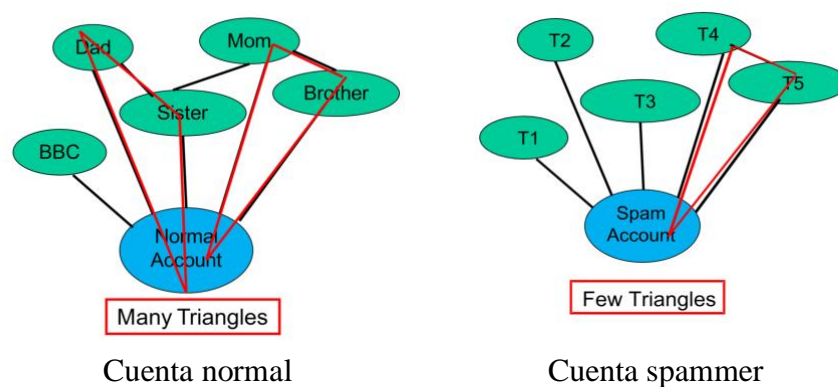 Dad
Mom
Sister
Brother
BBC
Normal
Account
Many Triangles
Cuenta normal
T2
T4
T3
T5
T1
Spam
Account
Few Triangles
Cuenta spammer